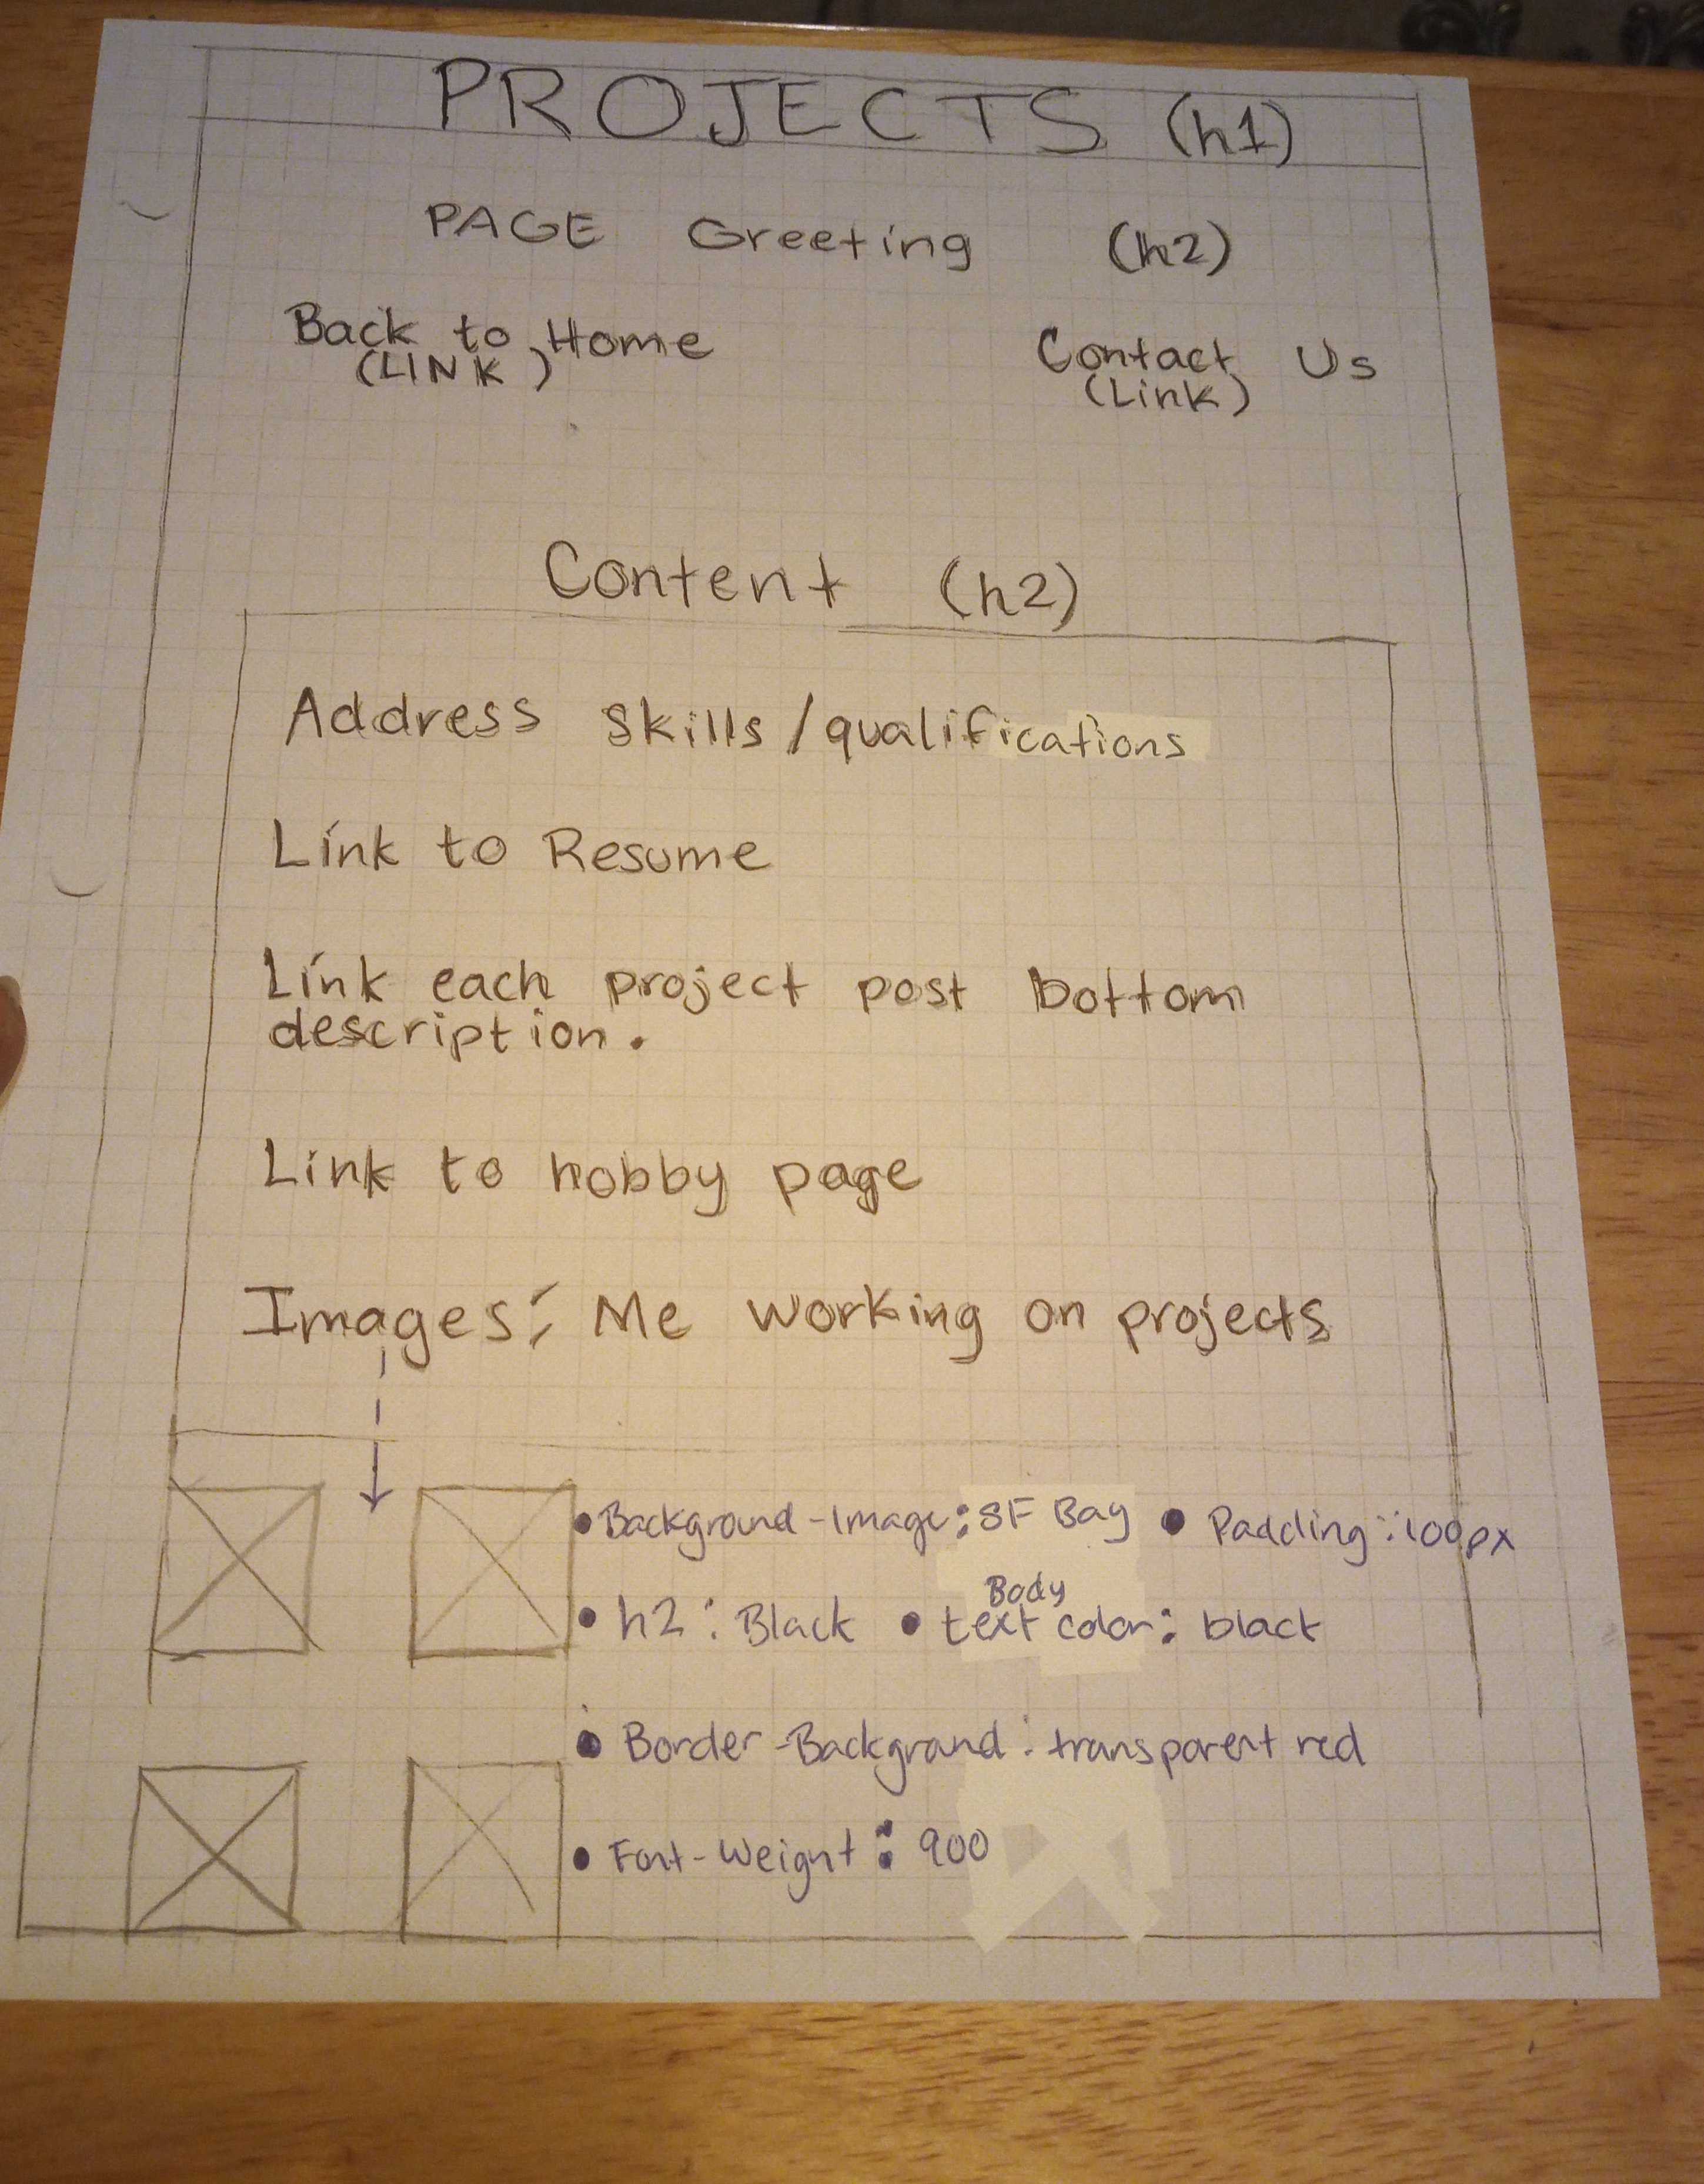 PROJECTS (h1)
PAGE Greeting (h2)
Back to Home
(LINK)
Contact Us
(Link)
Content (h2)
Address skills/qualifications
Link to Resume
Link each project post bottom
description.
Link to hobby page
Images: Me working on projects
• Background-Image: SF Bay • Padding: 100px
Body
• h2: Black • text color: black
• Border-Background: transparent red
• Font-Weight: 900